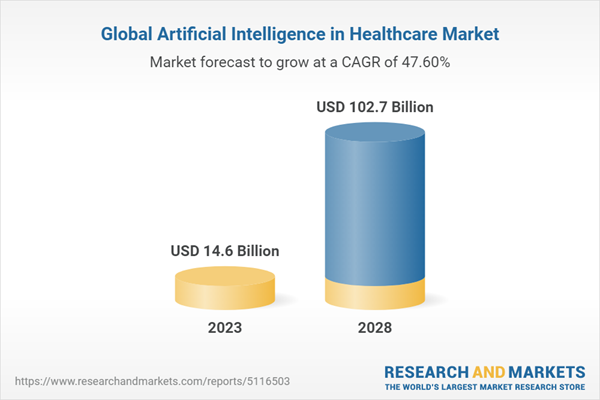 Global Artificial Intelligence in Healthcare Market
Market forecast to grow at a CAGR of 47.60%
USD 102.7 Billion
USD 14.6 Billion
2023
2028
https://www.researchandmarkets.com/reports/5116503
RESEARCH AND MARKETS
THE WORLD'S LARGEST MARKET RESEARCH STORE